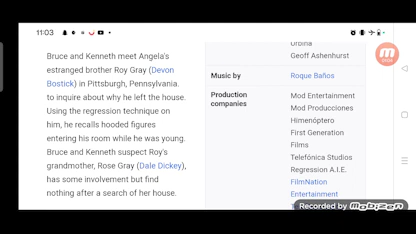 11:03
Bruce and Kenneth meet Angela's
estranged brother Roy Gray (Devon
Bostick) in Pittsburgh, Pennsylvania.
to inquire about why he left the house.
Using the regression technique on
him, he recalls hooded figures
entering his room while he was young.
Bruce and Kenneth suspect Roy's
grandmother, Rose Gray (Dale Dickey),
has some involvement but find
nothing after a search of her house.
Urbina
Geoff Ashenhurst
Music by
Roque Baños
Production
companies
Mod Entertainment
Mod Producciones
Himenóptero
First Generation
Films
Telefónica Studios
Regression A.I.E.
FilmNation
Entertainment
Recorded by Mobizen